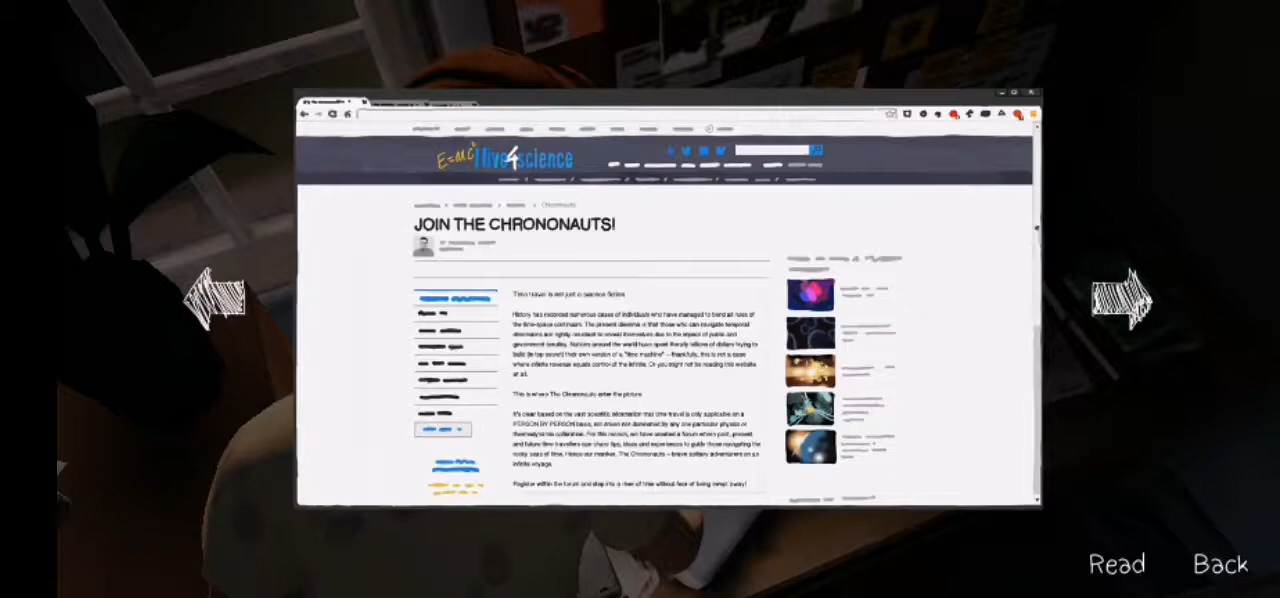 E=mc² I five4science
Chrononauts
JOIN THE CHRONONAUTS!
Time travel is not just a science fiction
History has recorded numerous cases of individuals who have managed to bend all rules of
the time-space continuum. The present dilemma is that those who can navigate temporal
dimensions are rightly reluctant to reveal themselves due to the impact of public and
government scrutiny. Nations around the world have spent literally billions of dollars trying to
build (in top secret) their own version of a "time machine" – thankfully, this is not a case
where infinite revenue equals control of the infinite. Or you might not be reading this website
at all.
This is where The Chrononauts enter the picture
It's clear based on the vast scientific information that time travel is only applicable on a
PERSON BY PERSON basis, not driven nor dominated by any one particular physics or
thermodynamic calibration. For this reason, we have created a forum where past, present
and future time travellers can share tips, ideas and experiences to guide those navigating the
rocky seas of time. Hence our moniker, The Chrononauts – brave solitary adventurers on an
infinite voyage.
Register within the forum and step into a river of time without fear of being swept away!
Read
Back